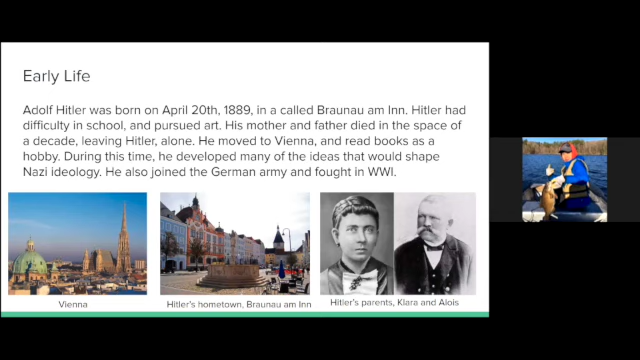 Early Life
Adolf Hitler was born on April 20th, 1889, in a called Braunau am Inn. Hitler had
difficulty in school, and pursued art. His mother and father died in the space of
a decade, leaving Hitler, alone. He moved to Vienna, and read books as a
hobby. During this time, he developed many of the ideas that would shape
Nazi ideology. He also joined the German army and fought in WWI.
Vienna
Hitler's hometown, Braunau am Inn
Hitler's parents, Klara and Alois